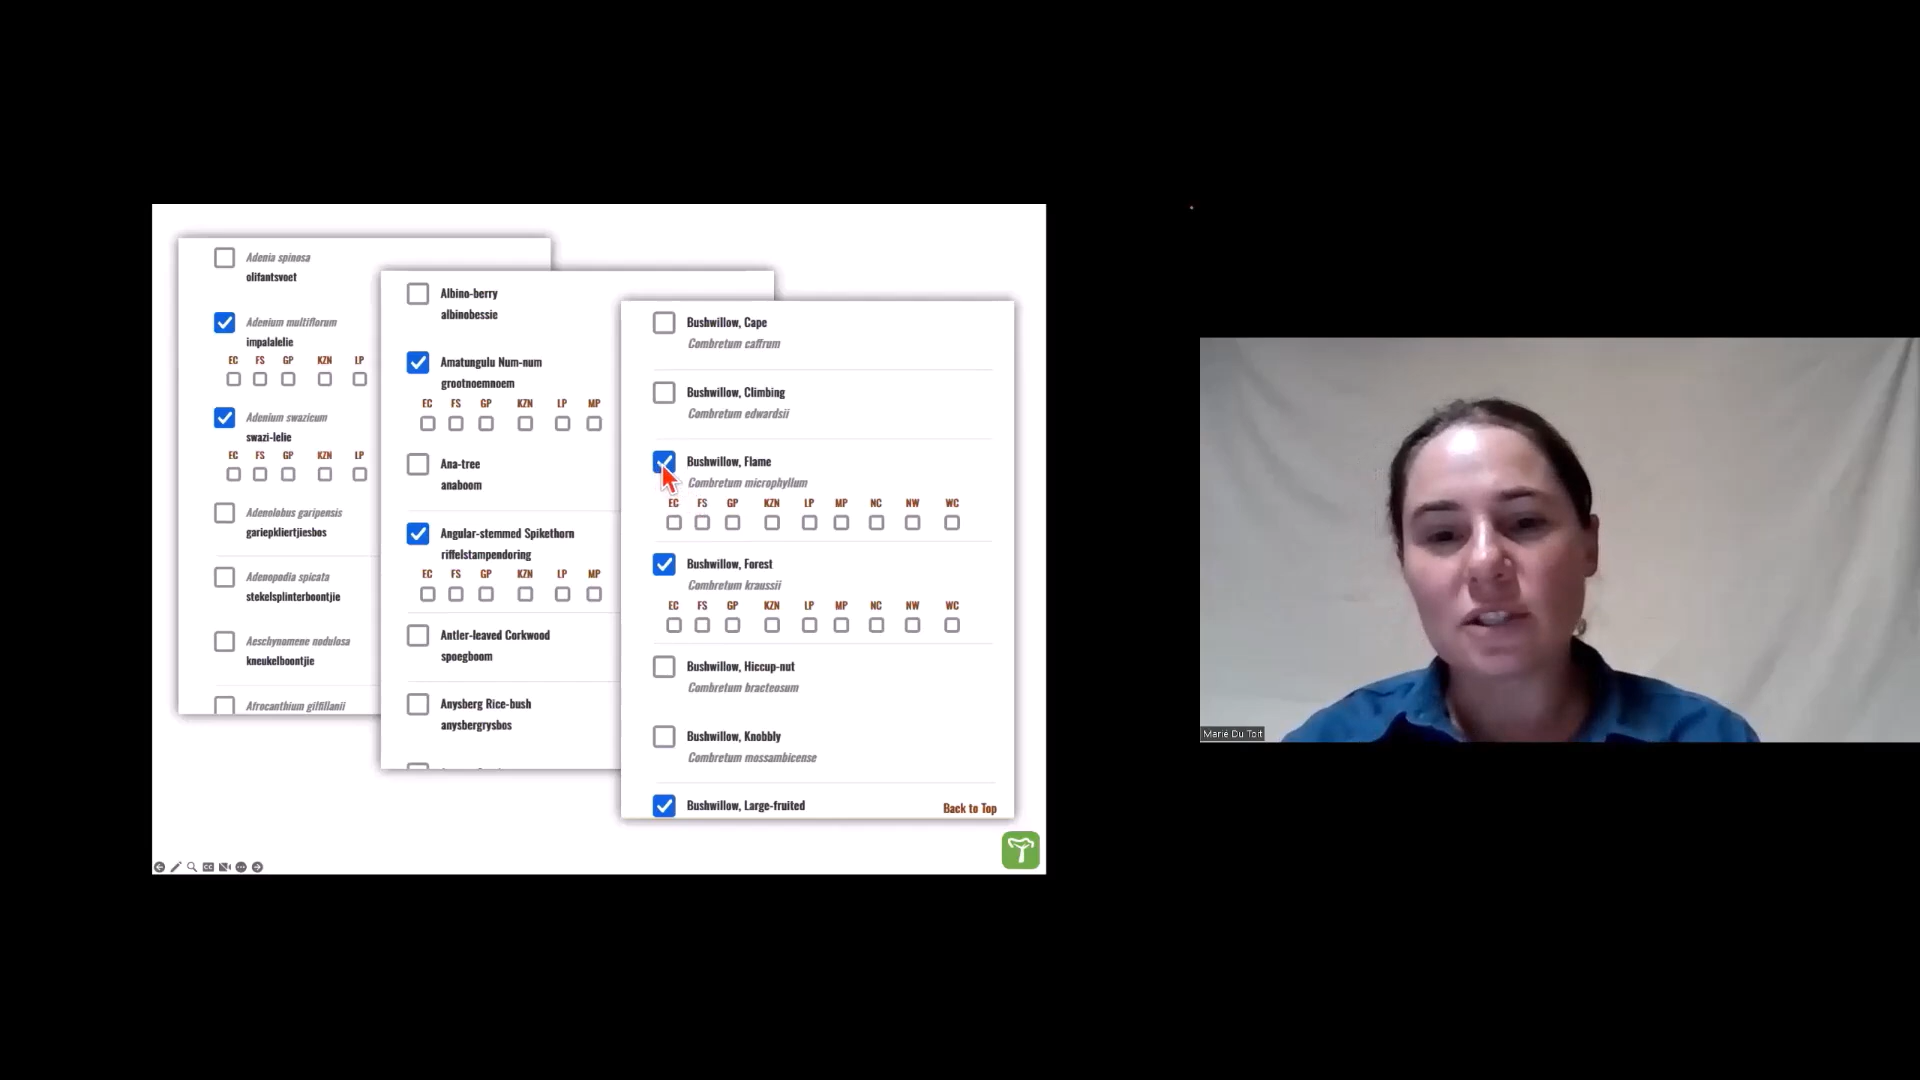 Adenia spinosa
olifantsvoet
Adenium multiflorum
impalalelie
EC FS GP KZN LP
Adenium swazicum
swazi-lelie
EC FS GP KZN LP
Adenolobus garipensis
gariepkliertjiesbos
Adenopodia spicata
stekelsplinterboontjie
Aeschynomene nodulosa
kneukelboontjie
Afrocanthium gilfillanii
Albino-berry
albinobessie
Amatungulu Num-num
grootnoemnoem
EC FS GP KZN LP MP
Ana-tree
anaboom
Angular-stemmed Spikethorn
riffelstampendoring
EC FS GP KZN LP MP
Antler-leaved Corkwood
spoegboom
Anysberg Rice-bush
anysbergrysbos
Bushwillow, Cape
Combretum caffrum
Bushwillow, Climbing
Combretum edwardsii
Bushwillow, Flame
Combretum microphyllum
EC FS GP KZN LP MP NC NW WC
Bushwillow, Forest
Combretum kraussii
EC FS GP KZN LP MP NC NW WC
Bushwillow, Hiccup-nut
Combretum bracteosum
Bushwillow, Knobbly
Combretum mossambicense
Bushwillow, Large-fruited
Back to Top
Marié Du Toit